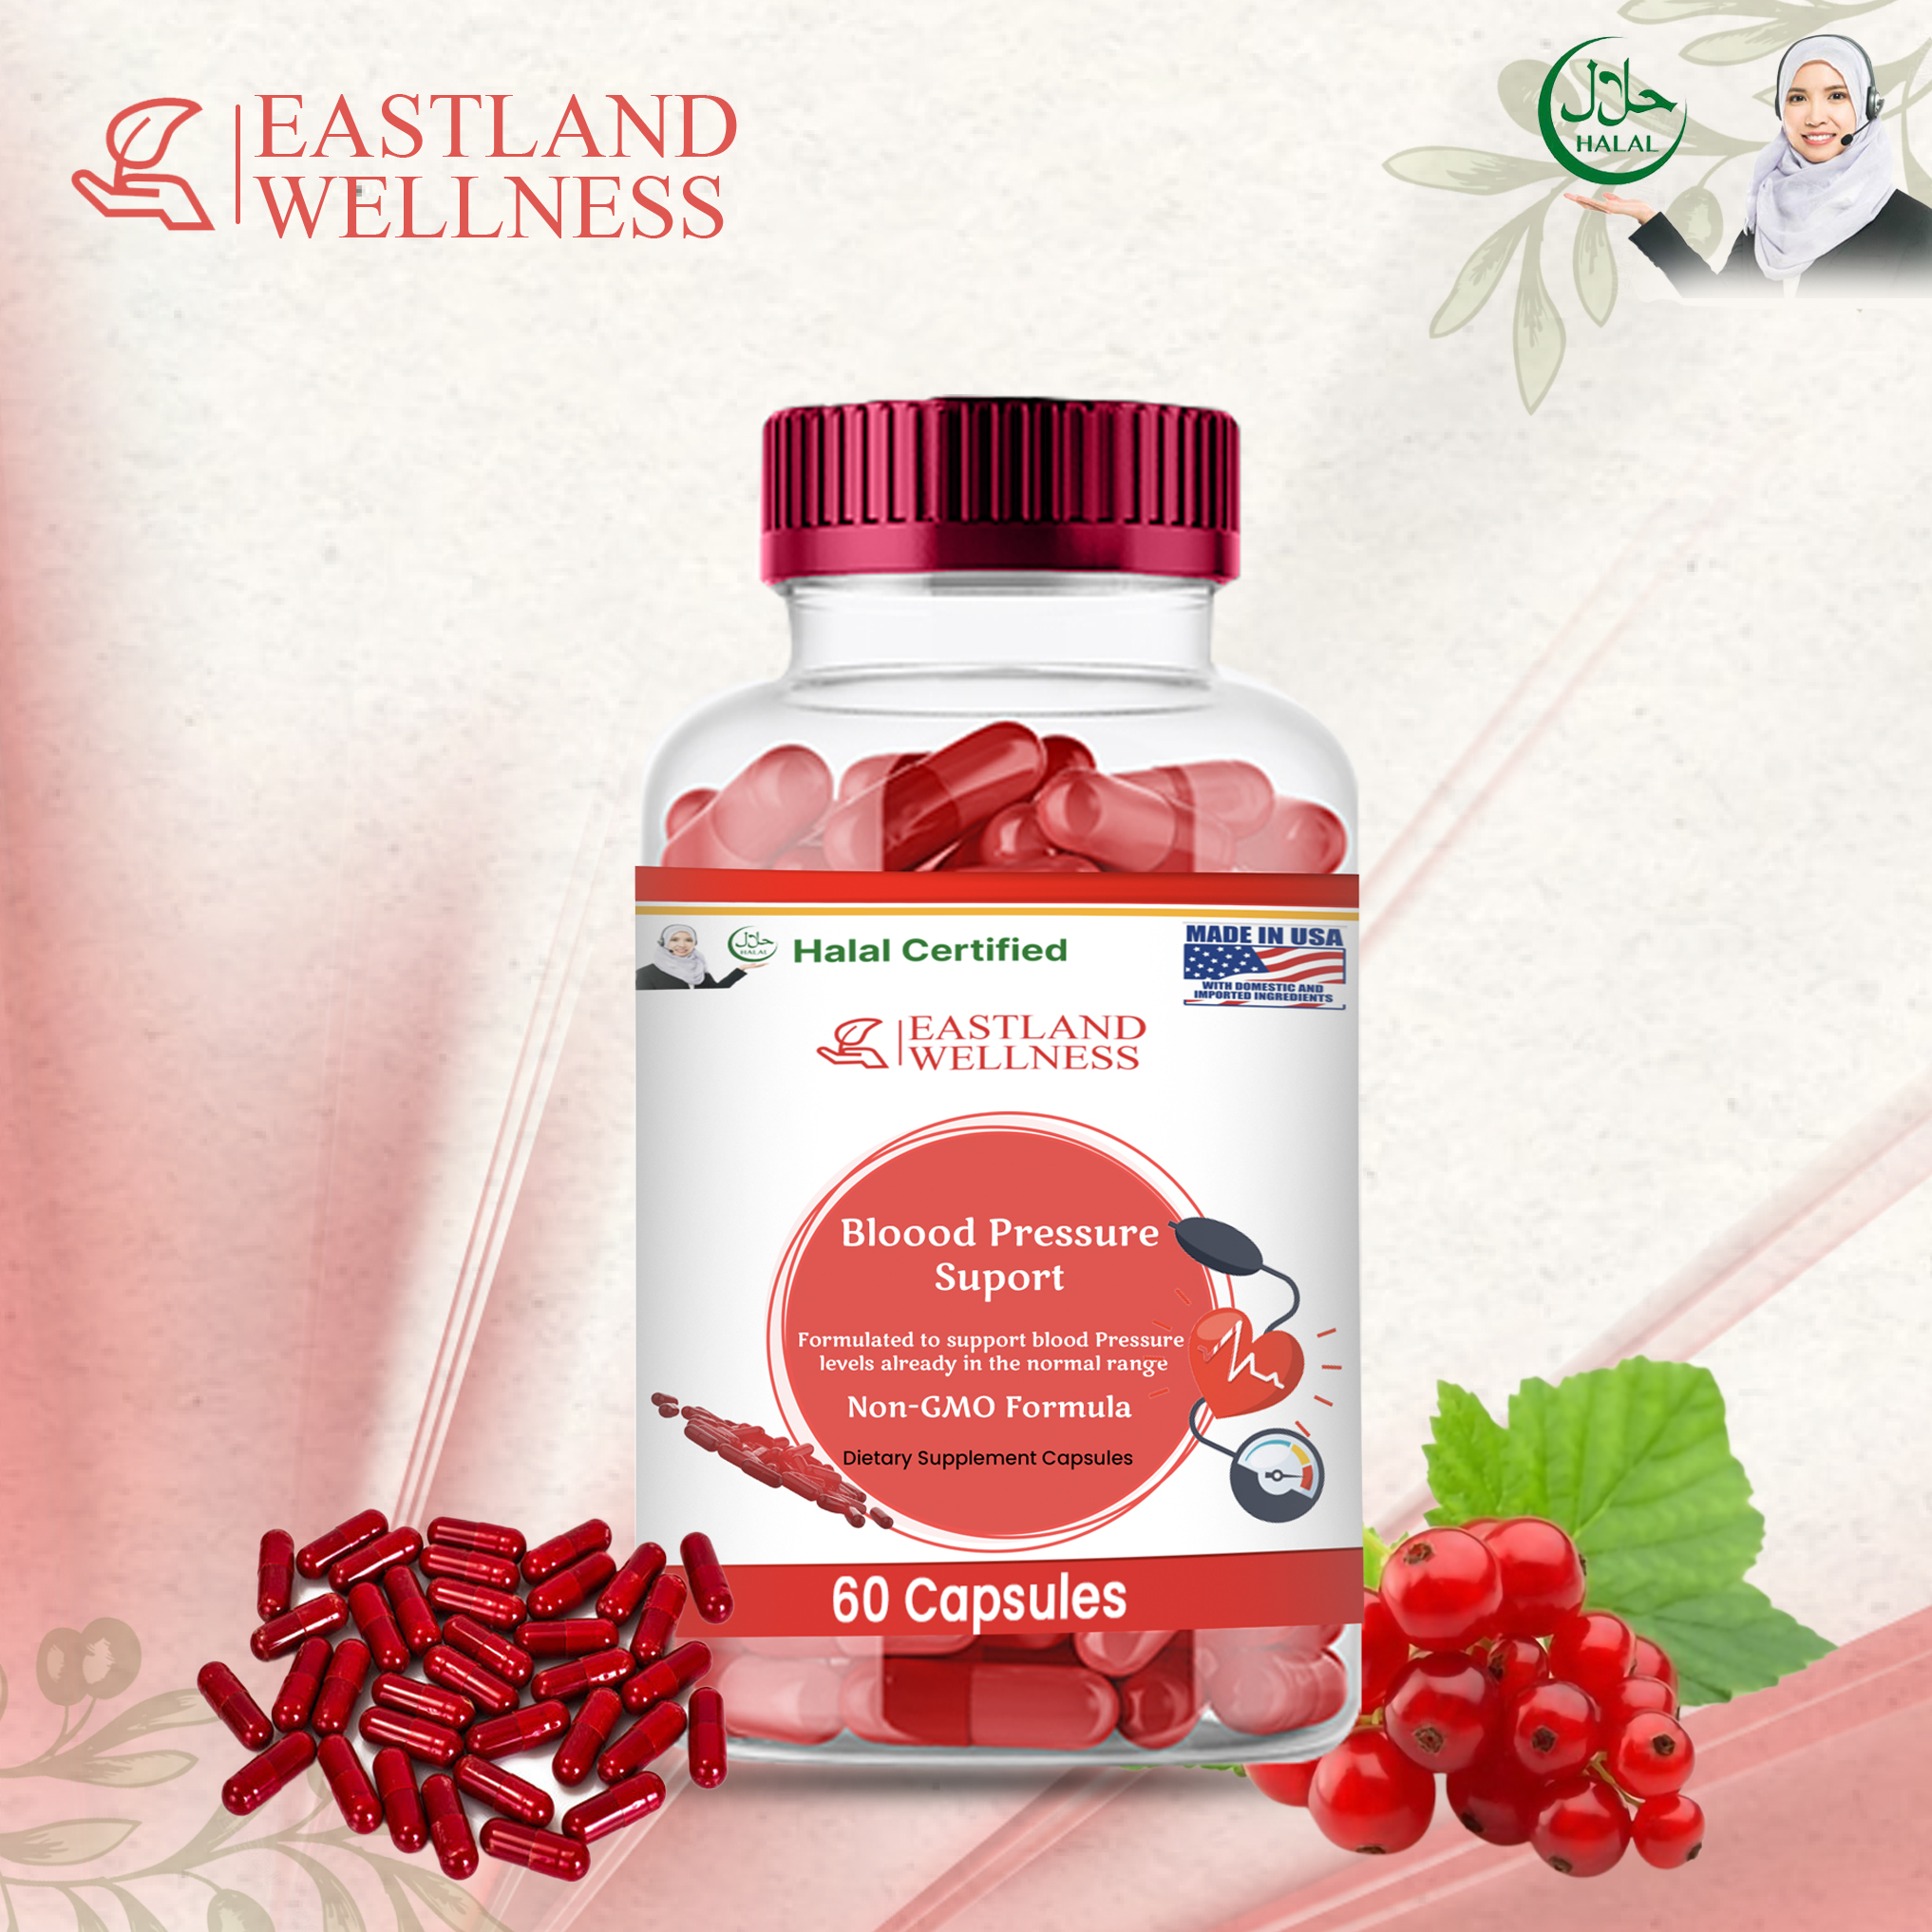 EASTLAND
WELLNESS
حلال
HALAL
حلال
HALAL
Halal Certified
MADE IN USA
WITH DOMESTIC AND
IMPORTED INGREDIENTS
EASTLAND
WELLNESS
Bloood Pressure
Suport
Formulated to support blood Pressure
levels already in the normal range
Non-GMO Formula
Dietary Supplement Capsules
60 Capsules